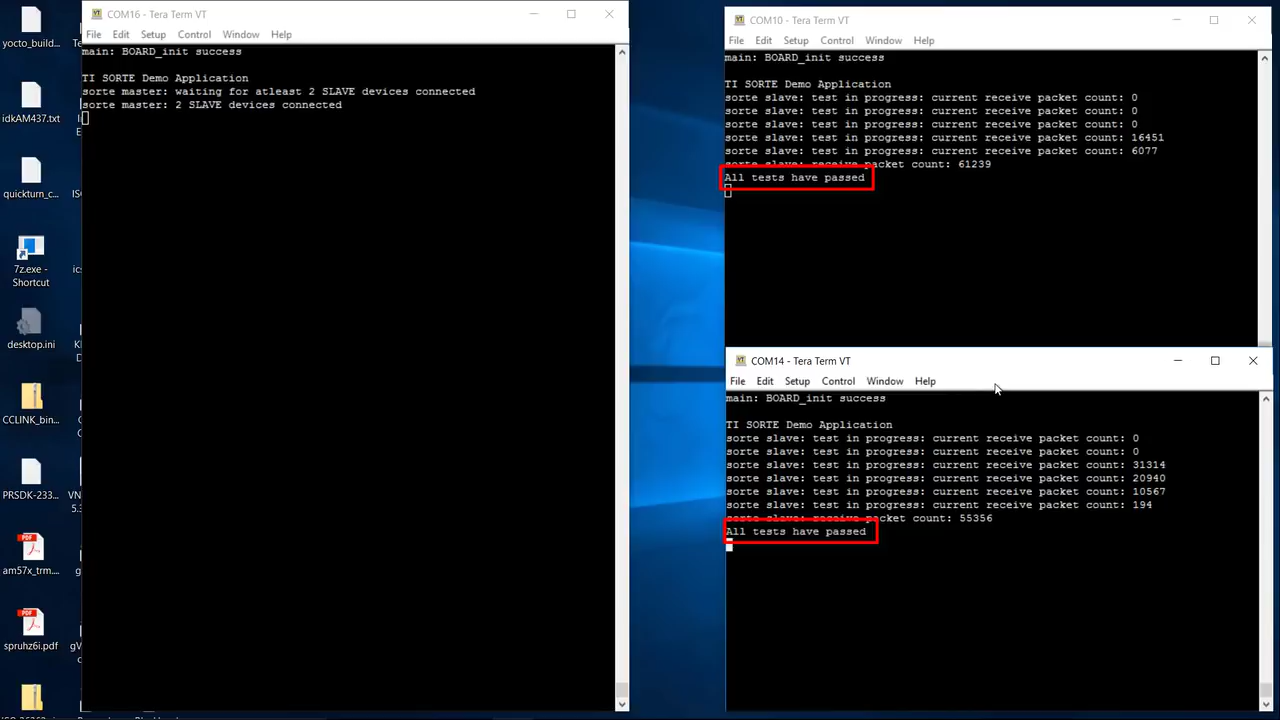 yocto_build...
idkAM437.txt
quickturn_c...
7z.exe -
Shortcut
desktop.ini
CCLINK_bin...
PRSDK-233...
am57x_trm...
spruhz6i.pdf
COM16 - Tera Term VT
File Edit Setup Control Window Help
main: BOARD_init success
TI SORTE Demo Application
sorte master: waiting for atleast 2 SLAVE devices connected
sorte master: 2 SLAVE devices connected
COM10 - Tera Term VT
File Edit Setup Control Window Help
main: BOARD_init success
TI SORTE Demo Application
sorte slave: test in progress: current receive packet count: 0
sorte slave: test in progress: current receive packet count: 0
sorte slave: test in progress: current receive packet count: 0
sorte slave: test in progress: current receive packet count: 16451
sorte slave: test in progress: current receive packet count: 6077
sorte slave: receive packet count: 61239
All tests have passed
COM14 - Tera Term VT
File Edit Setup Control Window Help
main: BOARD_init success
TI SORTE Demo Application
sorte slave: test in progress: current receive packet count: 0
sorte slave: test in progress: current receive packet count: 0
sorte slave: test in progress: current receive packet count: 31314
sorte slave: test in progress: current receive packet count: 20940
sorte slave: test in progress: current receive packet count: 10567
sorte slave: test in progress: current receive packet count: 194
sorte slave: receive packet count: 55356
All tests have passed